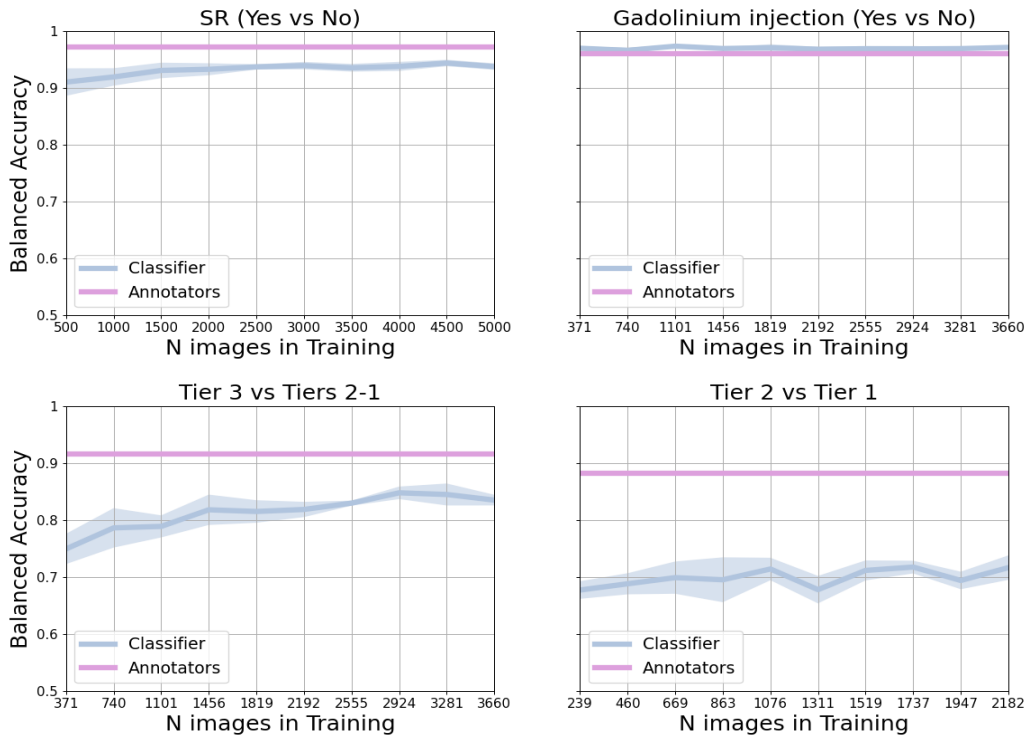 SR (Yes vs No)
1
0.9
0.8
0.7
0.6
0.5
Balanced Accuracy
Classifier
Annotators
500 1000 1500 2000 2500 3000 3500 4000 4500 5000
N images in Training
Gadolinium injection (Yes vs No)
Classifier
Annotators
371 740 1101 1456 1819 2192 2555 2924 3281 3660
N images in Training
Tier 3 vs Tiers 2-1
1
0.9
0.8
0.7
0.6
0.5
Balanced Accuracy
Classifier
Annotators
371 740 1101 1456 1819 2192 2555 2924 3281 3660
N images in Training
Tier 2 vs Tier 1
Classifier
Annotators
239 460 669 863 1076 1311 1519 1737 1947 2182
N images in Training